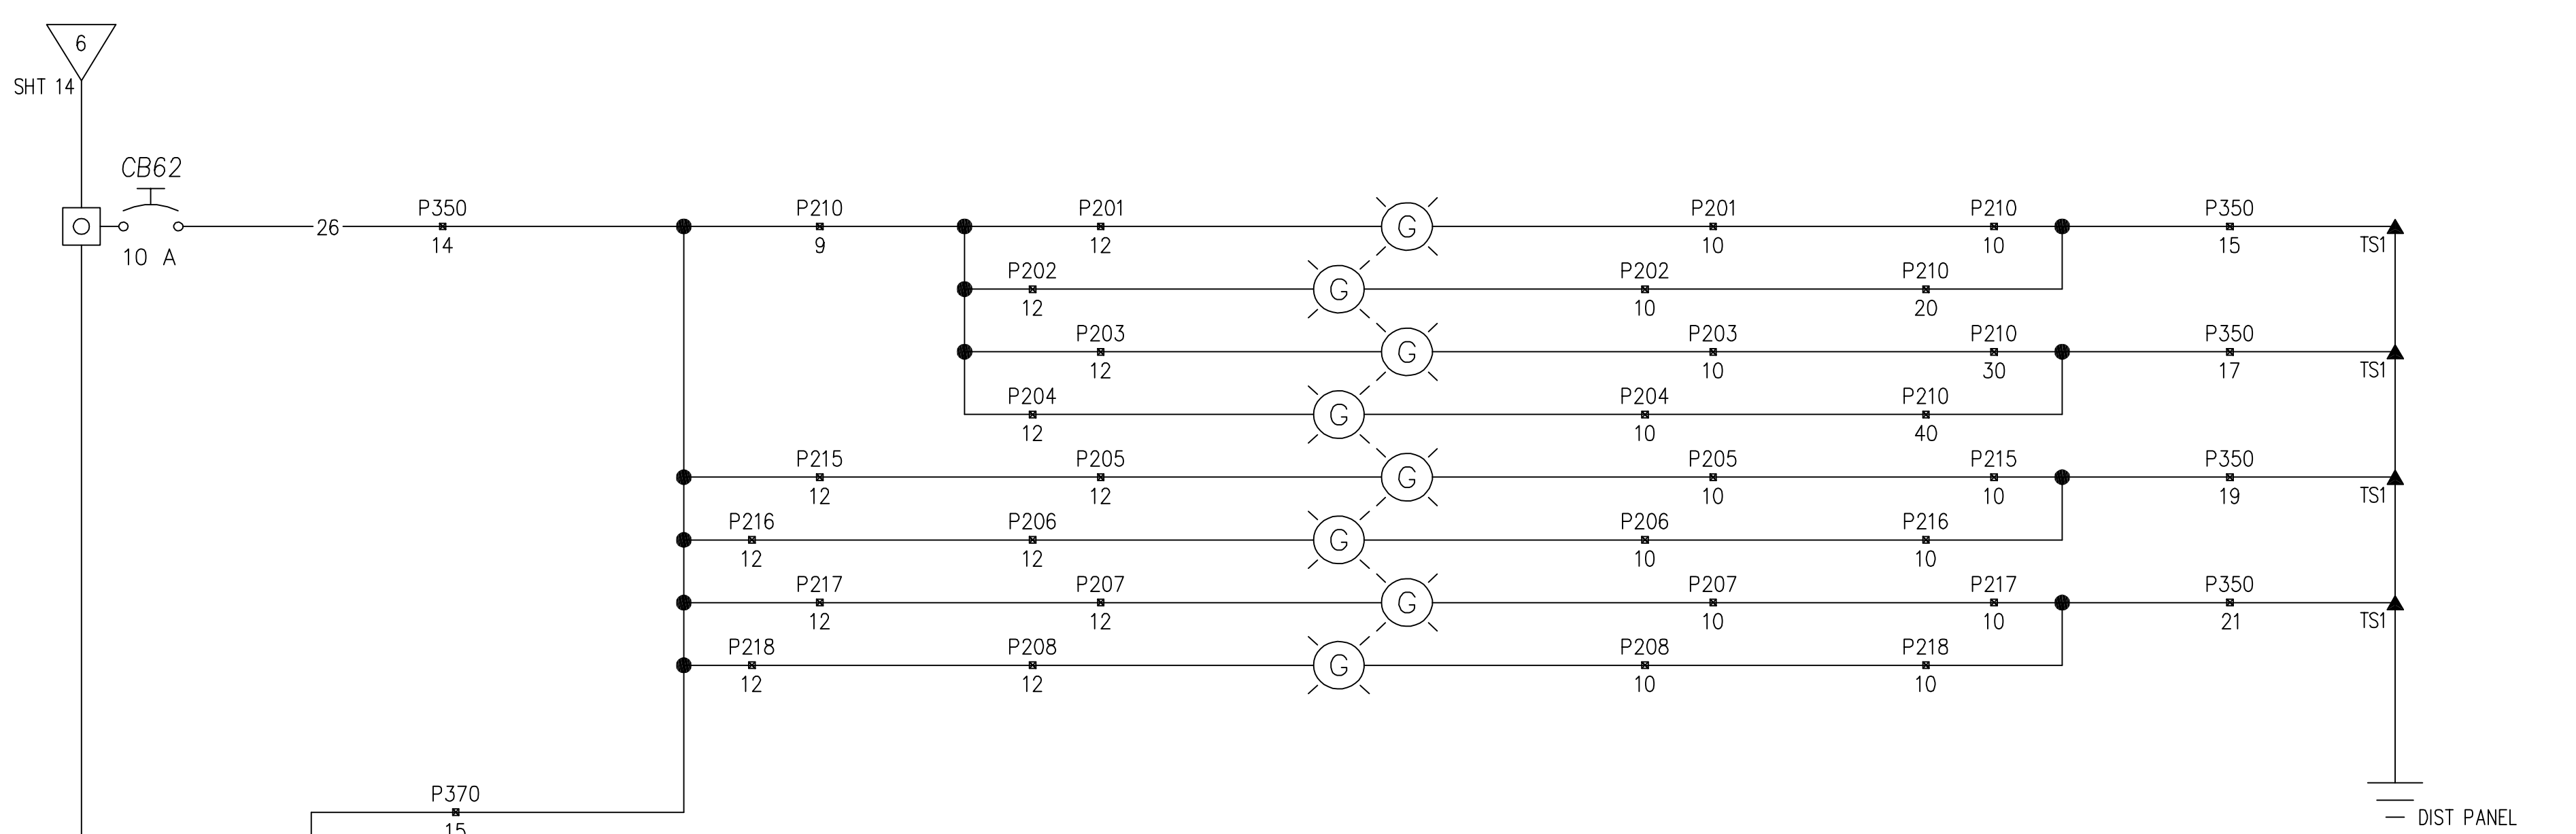 6
SHT 14
CB62
10 A
26
P350 P210 P201 G P201 P210 P350
14 9 12 10 10 15 TS1
P202 G P202 P210
12 10 20
P203 G P203 P210 P350
12 10 30 17 TS1
P204 G P204 P210
12 10 40
P215 P205 G P205 P215 P350
12 12 10 10 19 TS1
P216 P206 G P206 P216
12 12 10 10
P217 P207 G P207 P217 P350
12 12 10 10 21 TS1
P218 P208 G P208 P218
12 12 10 10
P370
15
DIST PANEL